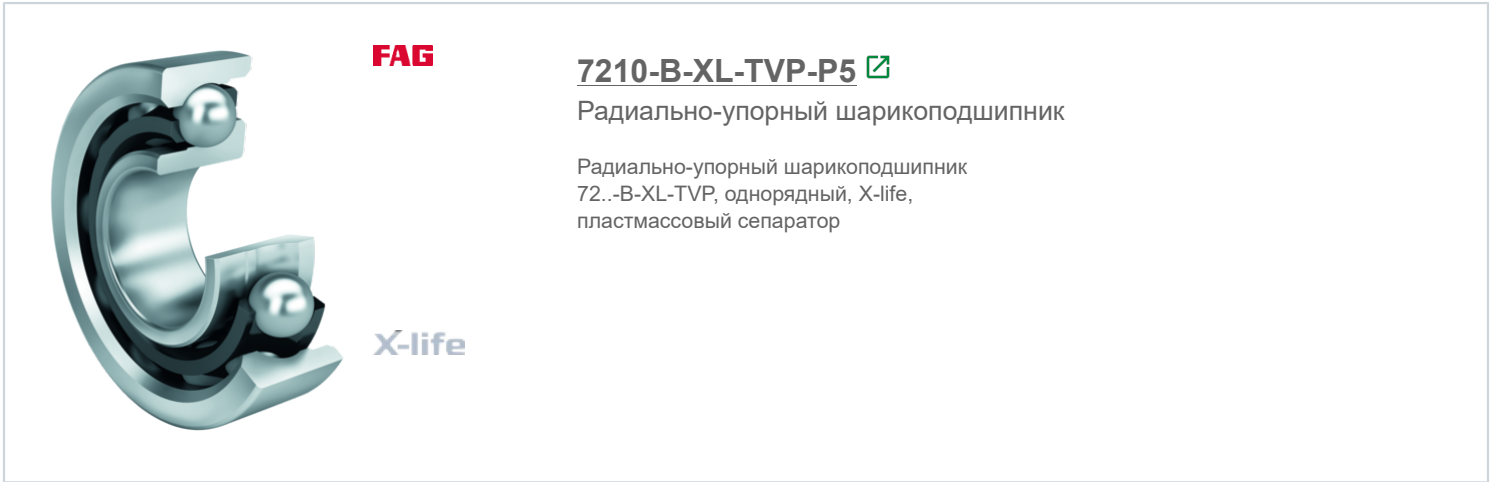 FAG
7210-B-XL-TVP-P5
Радиально-упорный шарикоподшипник
Радиально-упорный шарикоподшипник
72..-B-XL-TVP, однорядный, X-life,
пластмассовый сепаратор
X-life